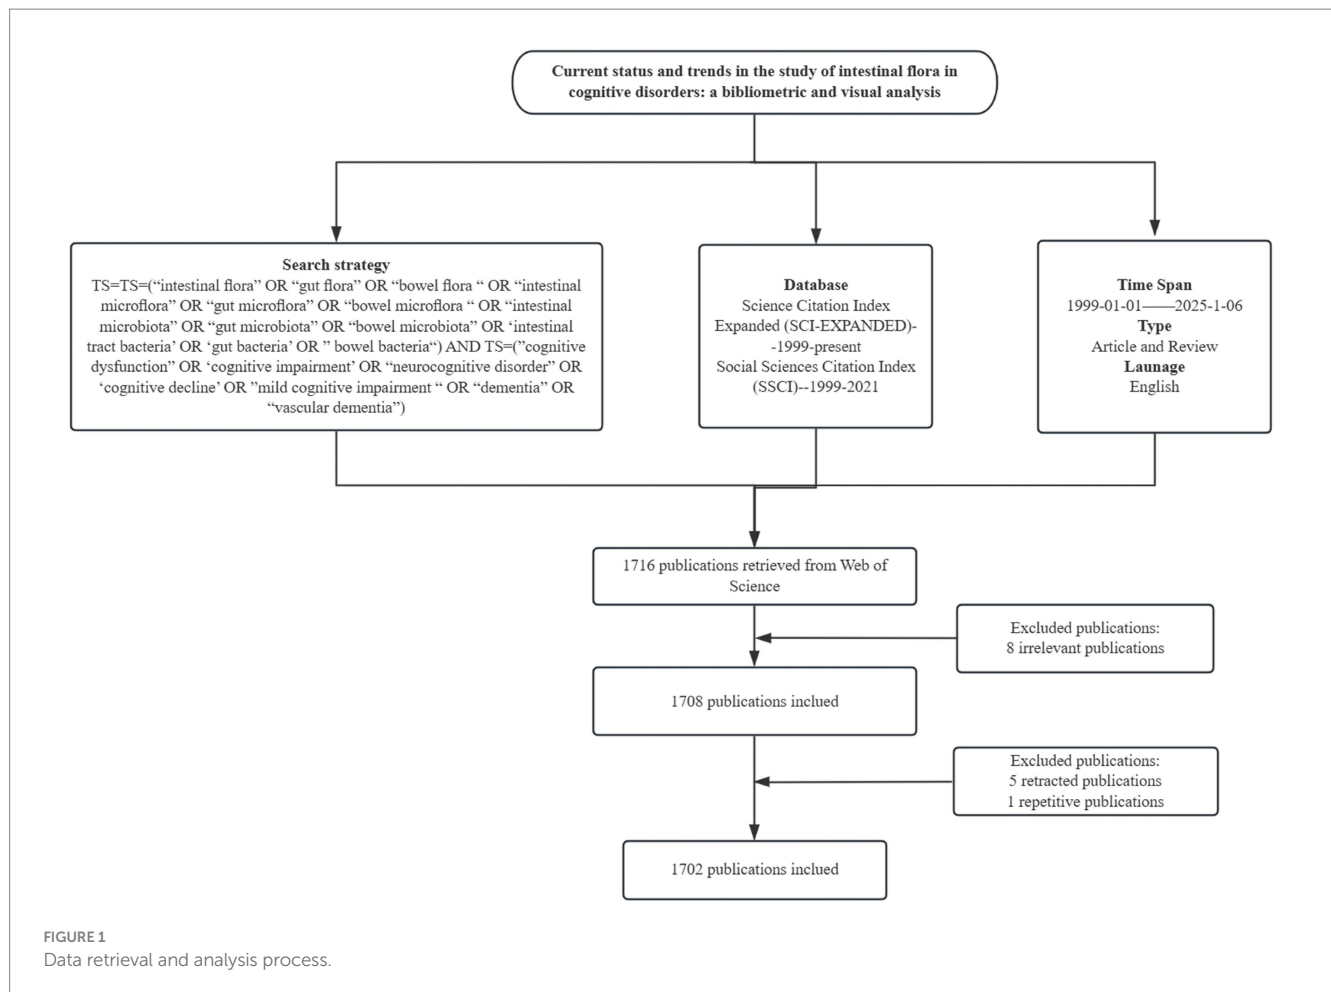 Current status and trends in the study of intestinal flora in
cognitive disorders: a bibliometric and visual analysis
Search strategy
TS=TS=(“intestinal flora” OR “gut flora” OR “bowel flora “ OR “intestinal
microflora” OR “gut microflora” OR “bowel microflora “ OR “intestinal
microbiota” OR “gut microbiota” OR “bowel microbiota” OR ‘intestinal
tract bacteria’ OR ‘gut bacteria’ OR ” bowel bacteria“) AND TS=(”cognitive
dysfunction” OR ‘cognitive impairment’ OR “neurocognitive disorder” OR
‘cognitive decline’ OR ”mild cognitive impairment “ OR “dementia” OR
“vascular dementia”)
Database
Science Citation Index
Expanded (SCI-EXPANDED)-
-1999-present
Social Sciences Citation Index
(SSCI)--1999-2021
Time Span
1999-01-01——2025-1-06
Type
Article and Review
Launage
English
1716 publications retrieved from Web of
Science
Excluded publications:
8 irrelevant publications
1708 publications inclued
Excluded publications:
5 retracted publications
1 repetitive publications
1702 publications inclued
FIGURE 1
Data retrieval and analysis process.